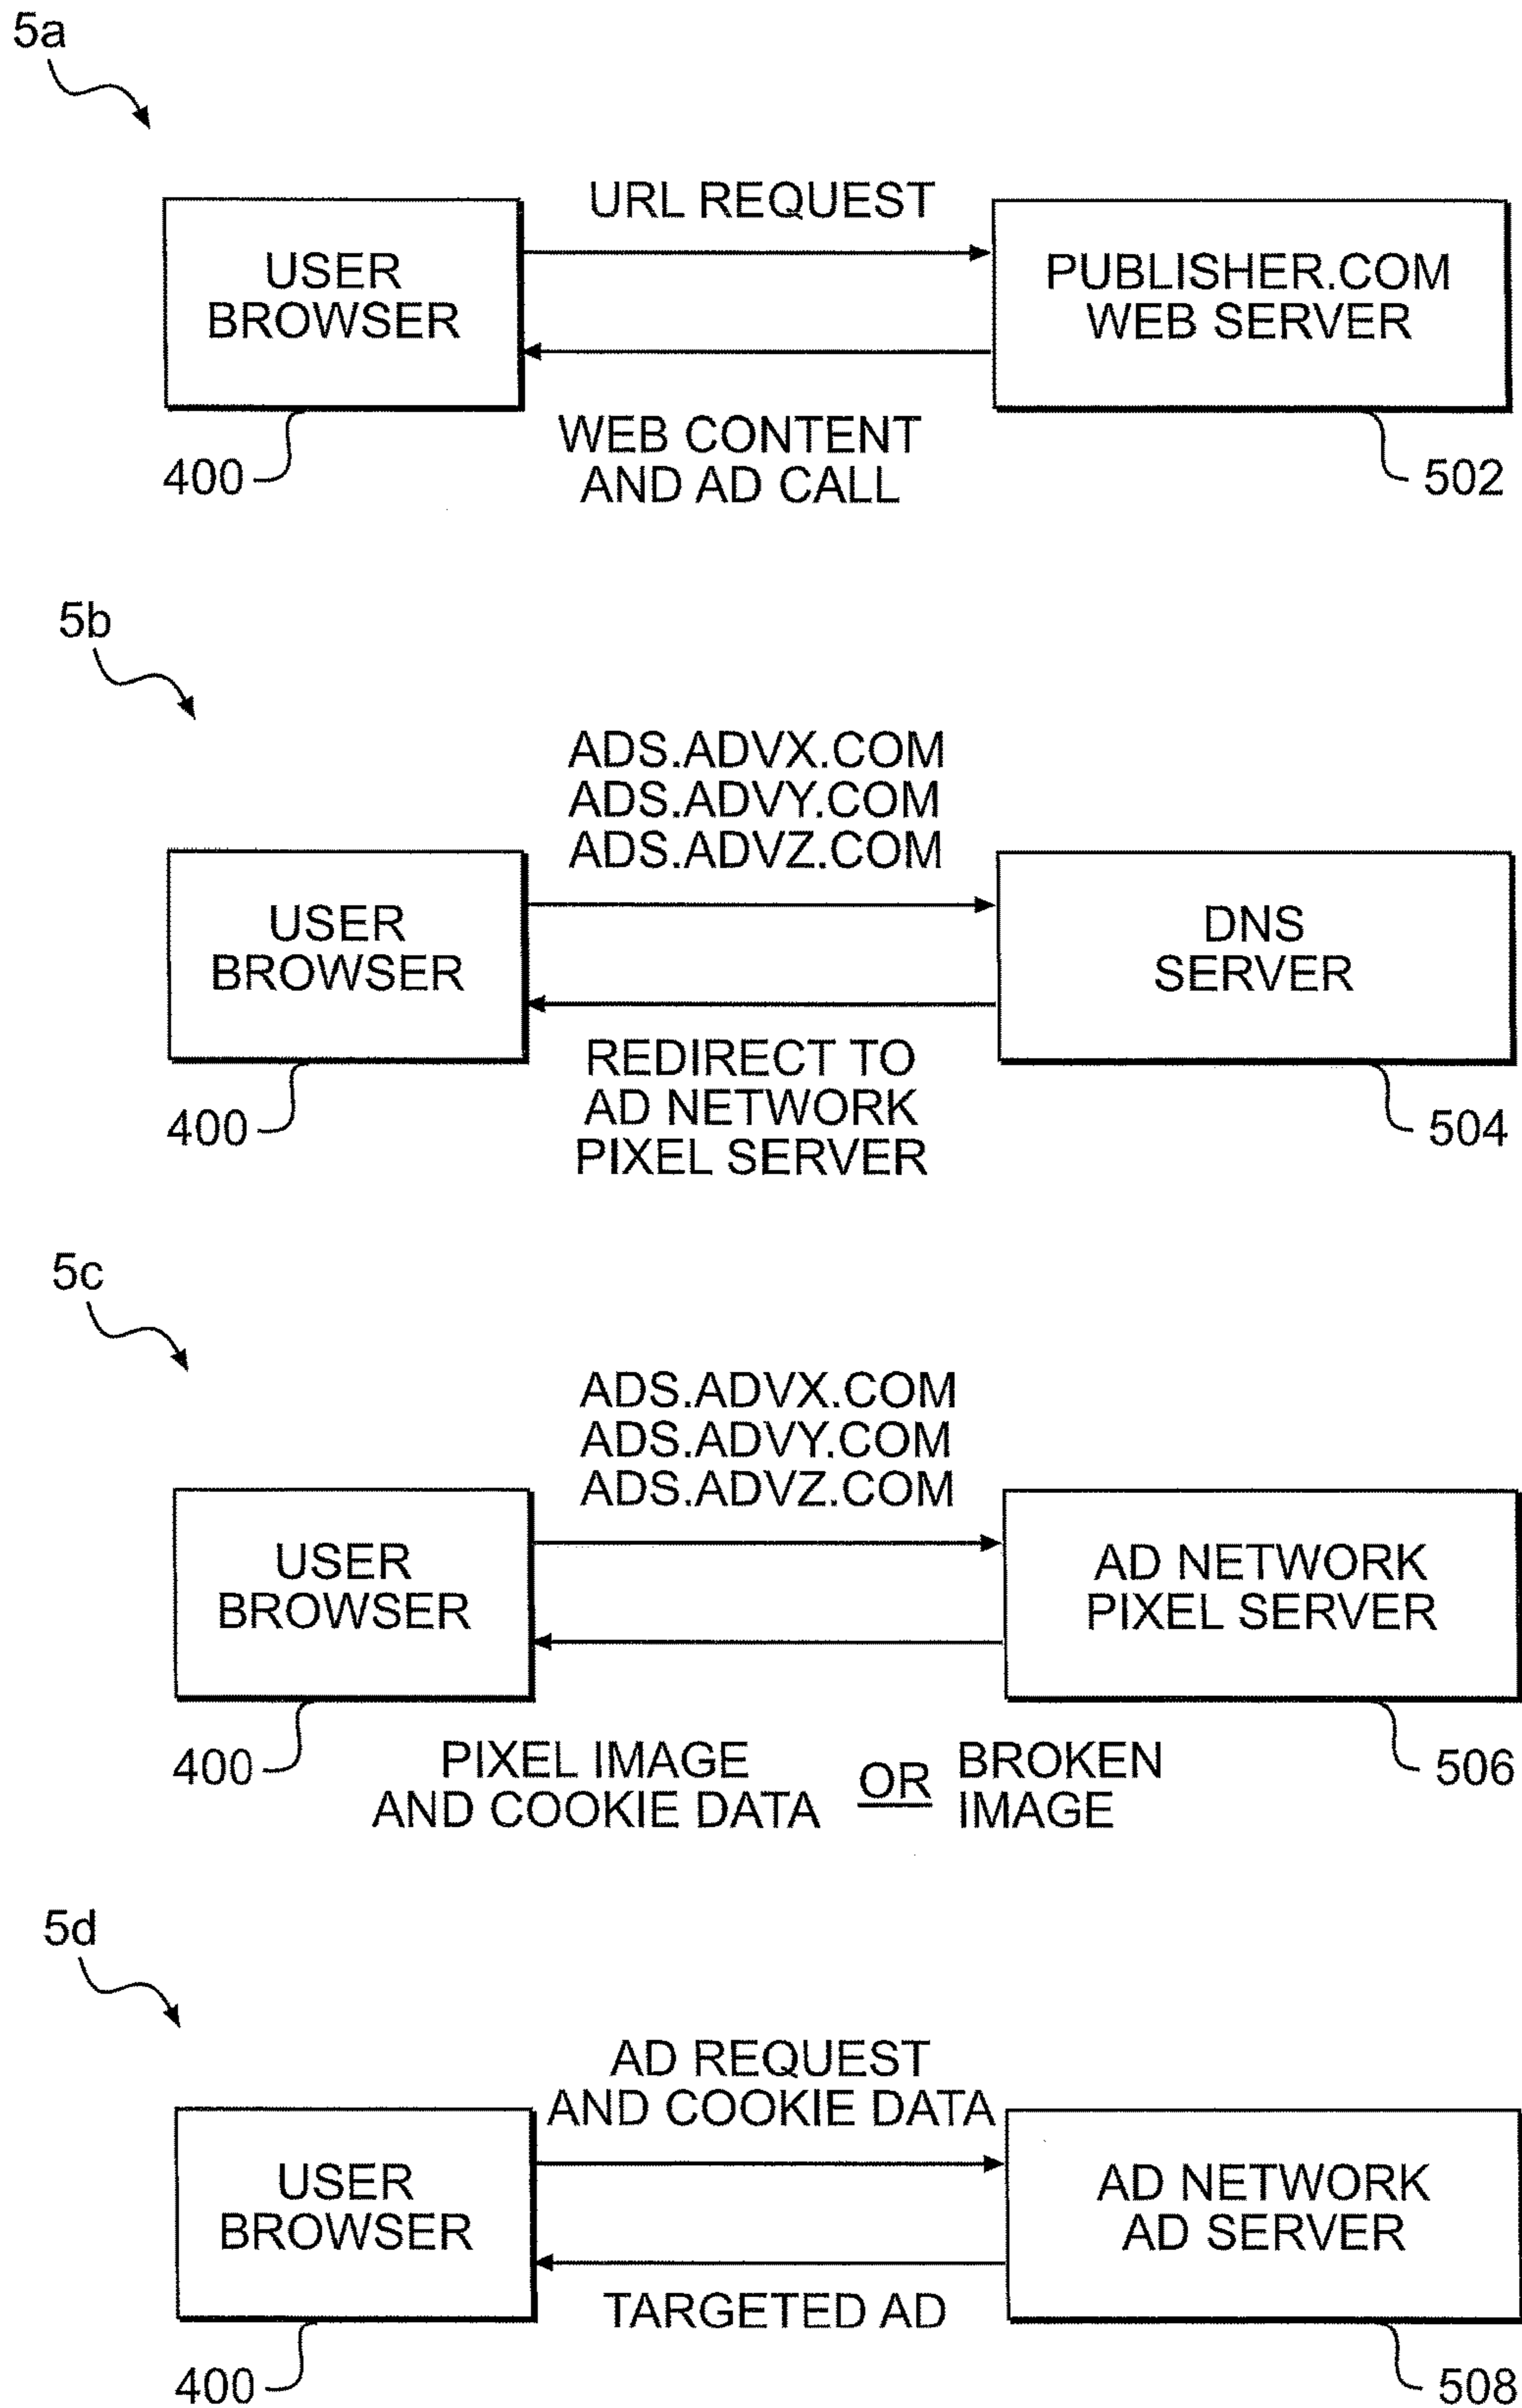 5a
URL REQUEST
USER
BROWSER
PUBLISHER.COM
WEB SERVER
WEB CONTENT
AND AD CALL
400
502
5b
ADS.ADVX.COM
ADS.ADVY.COM
ADS.ADVZ.COM
USER
BROWSER
DNS
SERVER
REDIRECT TO
AD NETWORK
PIXEL SERVER
400
504
5c
ADS.ADVX.COM
ADS.ADVY.COM
ADS.ADVZ.COM
USER
BROWSER
AD NETWORK
PIXEL SERVER
400
PIXEL IMAGE
AND COOKIE DATA
OR
BROKEN
IMAGE
506
5d
AD REQUEST
AND COOKIE DATA
USER
BROWSER
AD NETWORK
AD SERVER
TARGETED AD
400
508